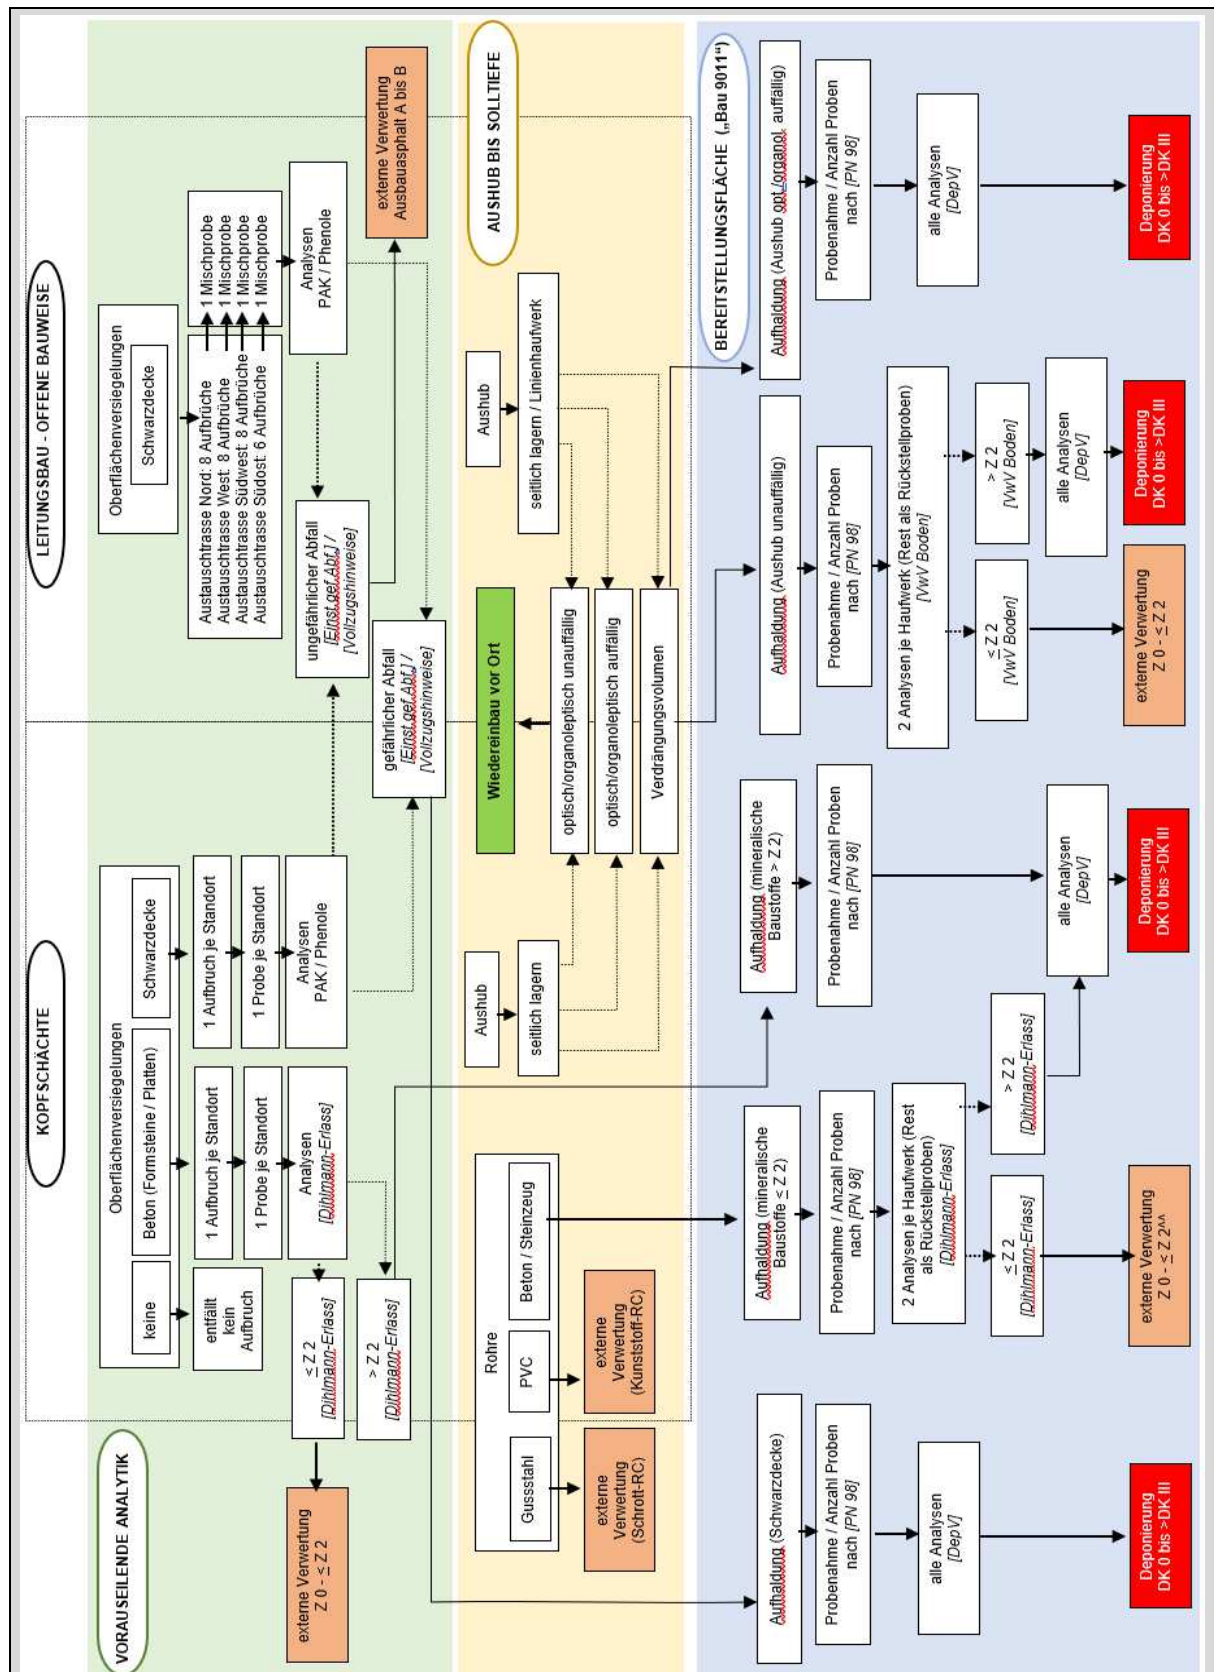 KOPFSCHÄCHTE
LEITUNGSBAU - OFFENE BAUWEISE
VORAUSEILENDE ANALYTIK
Oberflächenversiegelungen
keine
Beton (Formsteine / Platten)
Schwarzdecke
entfällt
kein
Aufbruch
1 Aufbruch je Standort
1 Probe je Standort
Analysen
[Dihlmann-Erlass]
1 Aufbruch je Standort
1 Probe je Standort
Analysen
PAK / Phenole
≤ Z 2
[Dihlmann-Erlass]
> Z 2
[Dihlmann-Erlass]
externe Verwertung
Z 0 - ≤ Z 2
Oberflächenversiegelungen
Schwarzdecke
Austauschtrasse Nord: 8 Aufbrüche
Austauschtrasse West: 8 Aufbrüche
Austauschtrasse Südwest: 8 Aufbrüche
Austauschtrasse Südost: 6 Aufbrüche
1 Mischprobe
1 Mischprobe
1 Mischprobe
1 Mischprobe
Analysen
PAK / Phenole
ungefährlicher Abfall
[Einst.gef.Abf.] /
[Vollzugshinweise]
gefährlicher Abfall
[Einst.gef.Abf.] /
[Vollzugshinweise]
externe Verwertung
Ausbauasphalt A bis B
AUSHUB BIS SOLLTIEFE
Rohre
Gussstahl
PVC
Beton / Steinzeug
externe
Verwertung
(Schrott-RC)
externe
Verwertung
(Kunststoff-RC)
Aushub
seitlich lagern
Wiedereinbau vor Ort
optisch/organoleptisch unauffällig
optisch/organoleptisch auffällig
Verdrängungsvolumen
Aushub
seitlich lagern / Linienhaufwerk
BEREITSTELLUNGSFLÄCHE („Bau 9011“)
Aufhaldung (Schwarzdecke)
Probenahme / Anzahl Proben
nach [PN 98]
alle Analysen
[DepV]
Deponierung
DK 0 bis >DK III
Aufhaldung (mineralische
Baustoffe ≤ Z 2)
Probenahme / Anzahl Proben
nach [PN 98]
2 Analysen je Haufwerk (Rest
als Rückstellproben)
[Dihlmann-Erlass]
≤ Z 2
[Dihlmann-Erlass]
> Z 2
[Dihlmann-Erlass]
externe Verwertung
Z 0 - ≤ Z 2^^
Aufhaldung (mineralische
Baustoffe > Z 2)
Probenahme / Anzahl Proben
nach [PN 98]
alle Analysen
[DepV]
Deponierung
DK 0 bis >DK III
Aufhaldung (Aushub unauffällig)
Probenahme / Anzahl Proben
nach [PN 98]
2 Analysen je Haufwerk (Rest als Rückstellproben)
[VwV Boden]
≤ Z 2
[VwV Boden]
> Z 2
[VwV Boden]
alle Analysen
[DepV]
externe Verwertung
Z 0 - ≤ Z 2
Deponierung
DK 0 bis >DK III
Aufhaldung (Aushub opt./organol. auffällig)
Probenahme / Anzahl Proben
nach [PN 98]
alle Analysen
[DepV]
Deponierung
DK 0 bis >DK III